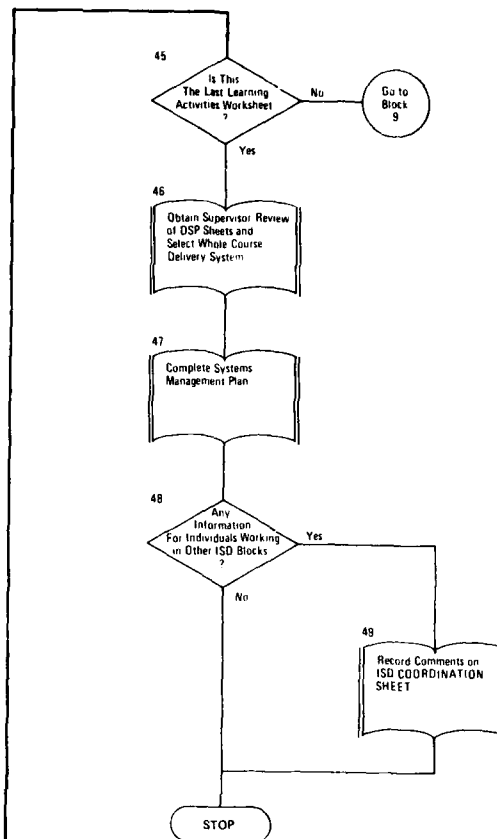 45
Is This
The Last Learning
Activities Worksheet
?
No
Go to
Block
9
Yes
46
Obtain Supervisor Review
of DSP Sheets and
Select Whole Course
Delivery System
47
Complete Systems
Management Plan
48
Any
Information
For Individuals Working
in Other ISD Blocks
?
Yes
No
49
Record Comments on
ISD COORDINATION
SHEET
STOP